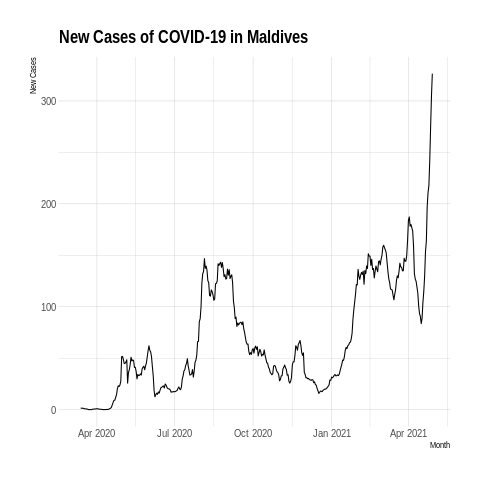 New Cases of COVID-19 in Maldives
New Cases
300
200
100
0
Apr 2020 Jul 2020 Oct 2020 Jan 2021 Apr 2021
Month